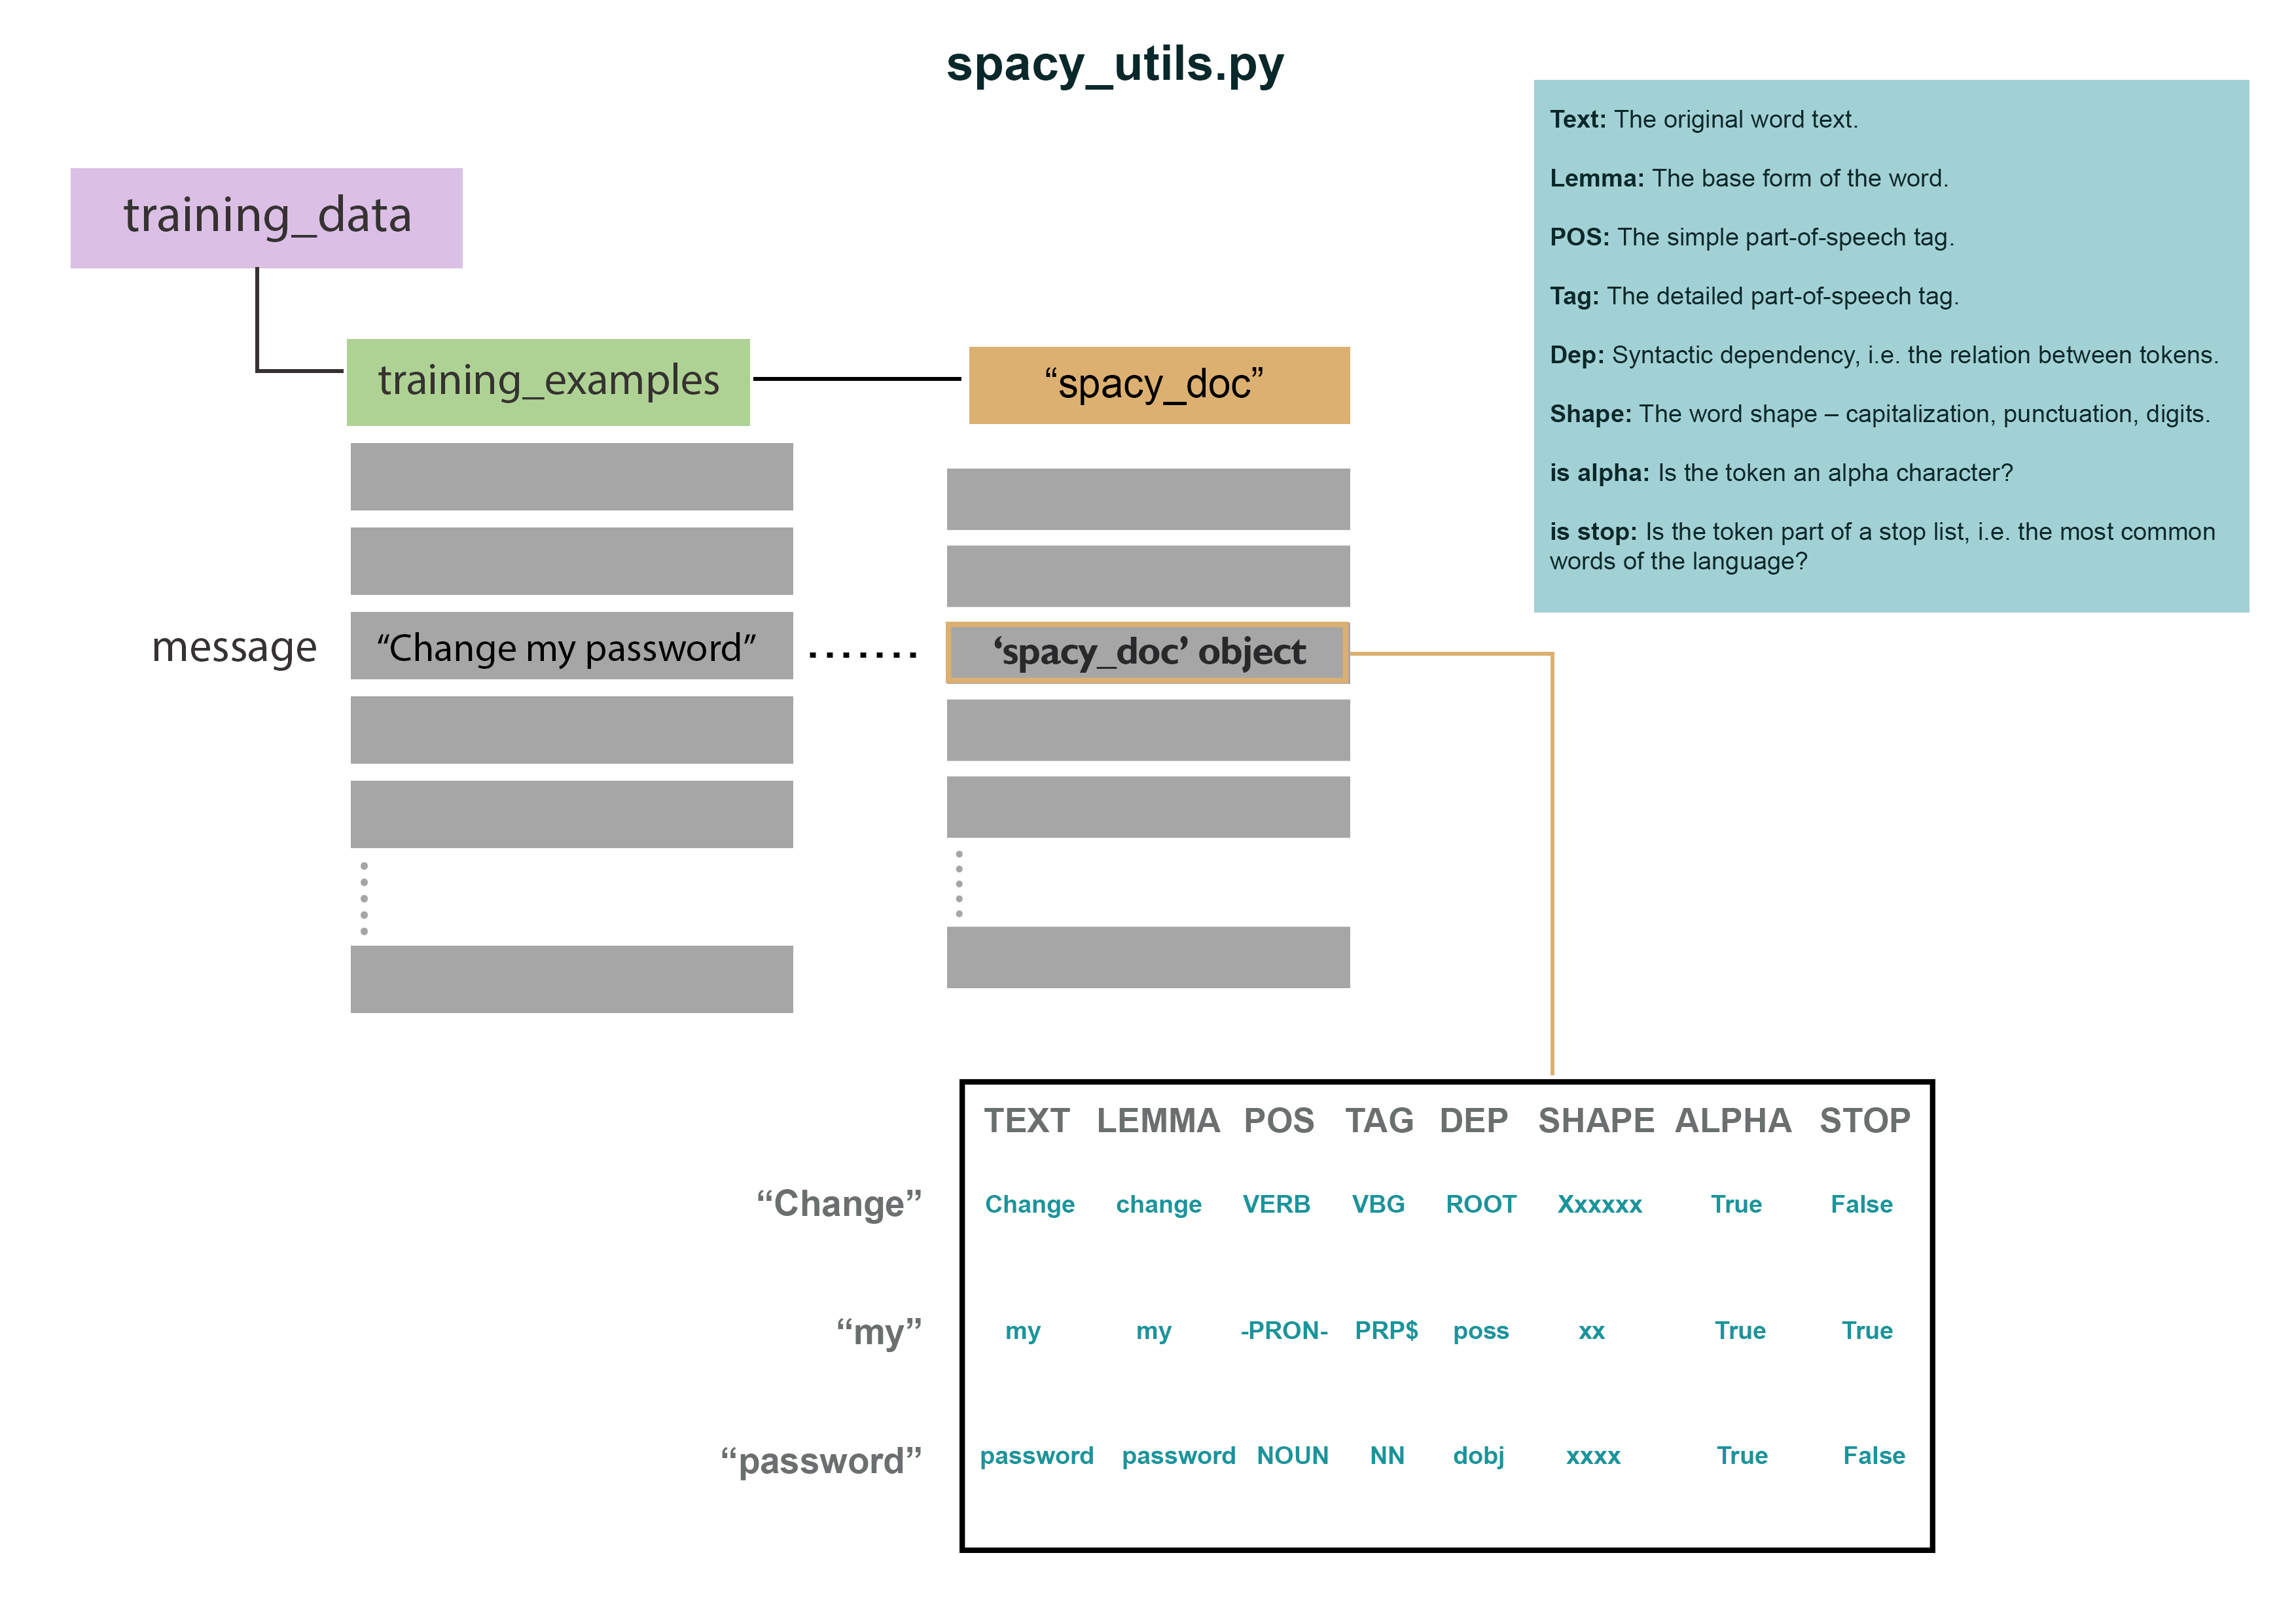 spacy_utils.py
training_data
training_examples
“spacy_doc”
message
“Change my password”
‘spacy_doc’ object
Text: The original word text.
Lemma: The base form of the word.
POS: The simple part-of-speech tag.
Tag: The detailed part-of-speech tag.
Dep: Syntactic dependency, i.e. the relation between tokens.
Shape: The word shape – capitalization, punctuation, digits.
is alpha: Is the token an alpha character?
is stop: Is the token part of a stop list, i.e. the most common
words of the language?
TEXT LEMMA POS TAG DEP SHAPE ALPHA STOP
“Change” Change change VERB VBG ROOT Xxxxxx True False
“my” my my -PRON- PRP$ poss xx True True
“password” password password NOUN NN dobj xxxx True False